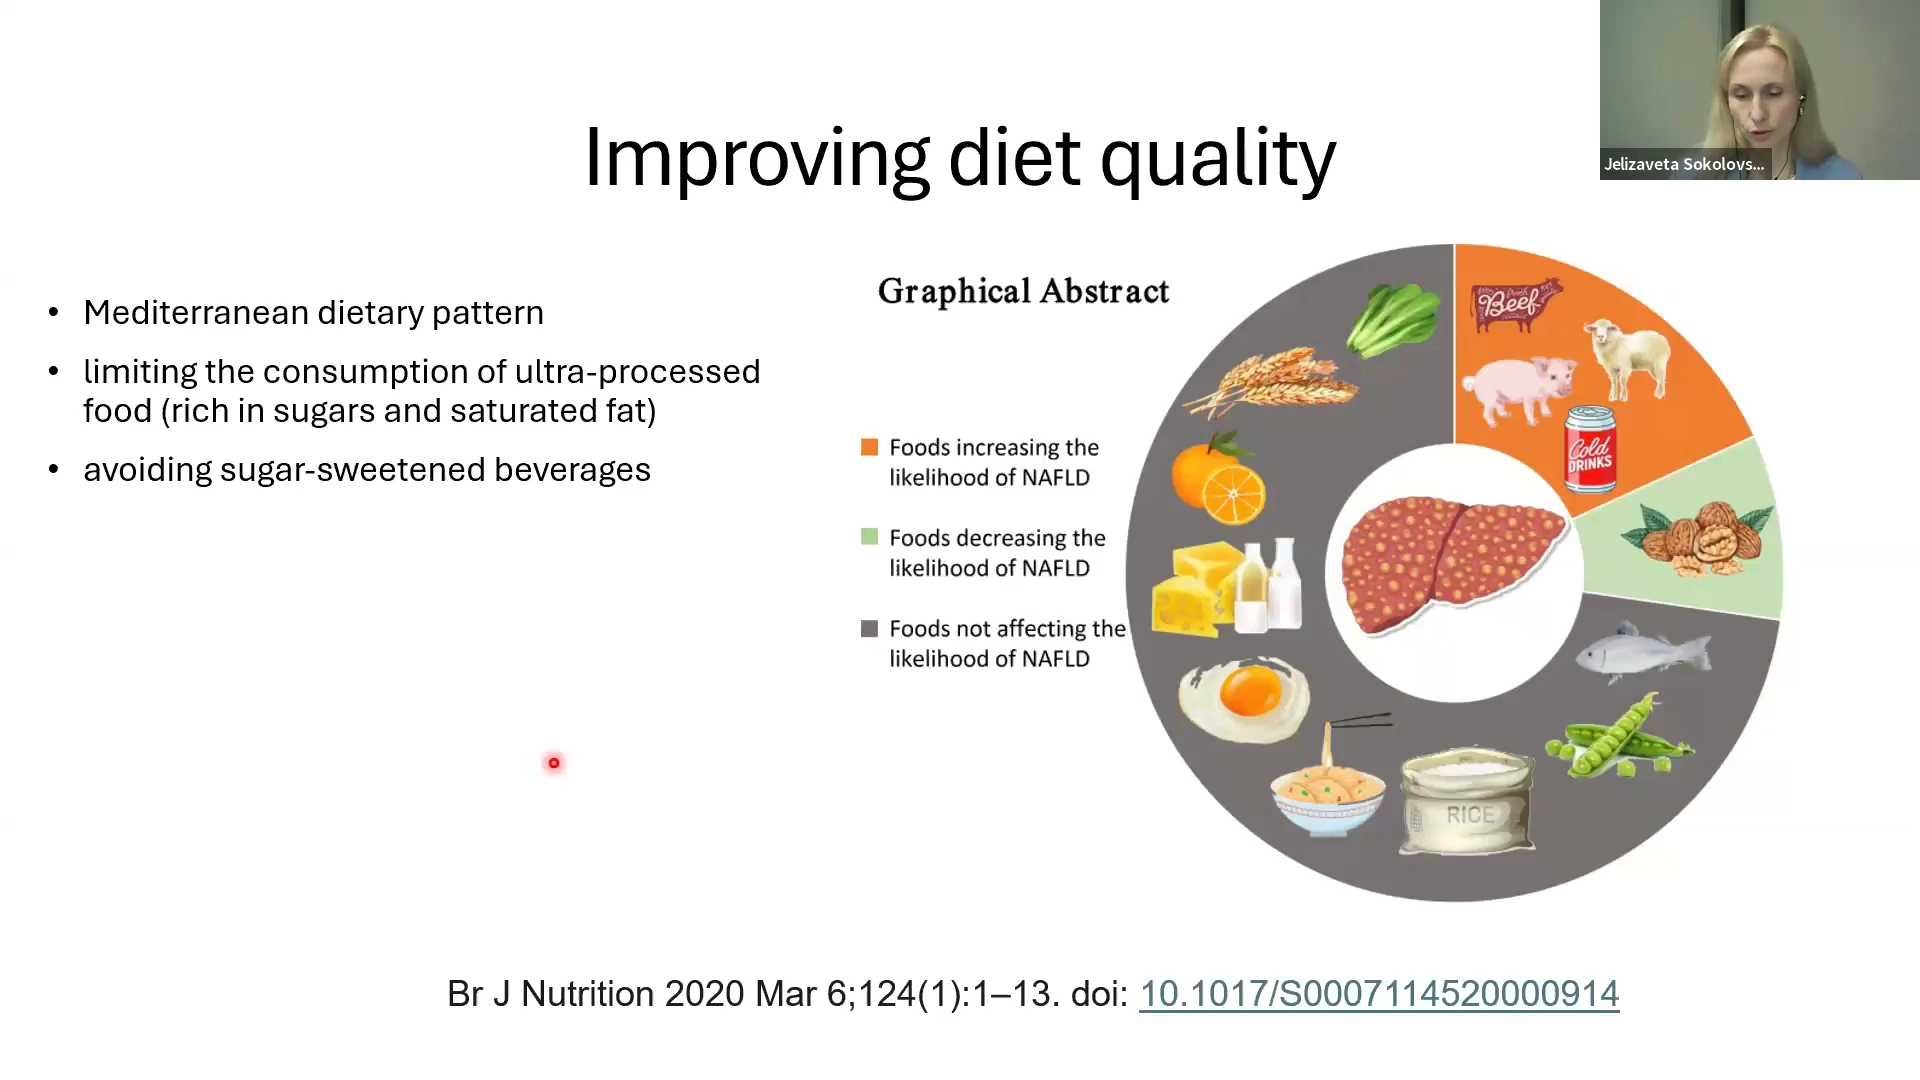 Jelizaveta Sokolovs...
Improving diet quality
• Mediterranean dietary pattern
• limiting the consumption of ultra-processed
food (rich in sugars and saturated fat)
• avoiding sugar-sweetened beverages
Graphical Abstract
Foods increasing the
likelihood of NAFLD
Foods decreasing the
likelihood of NAFLD
Foods not affecting the
likelihood of NAFLD
Beef
Cold
DRINKS
RICE
Br J Nutrition 2020 Mar 6;124(1):1–13. doi: 10.1017/S0007114520000914